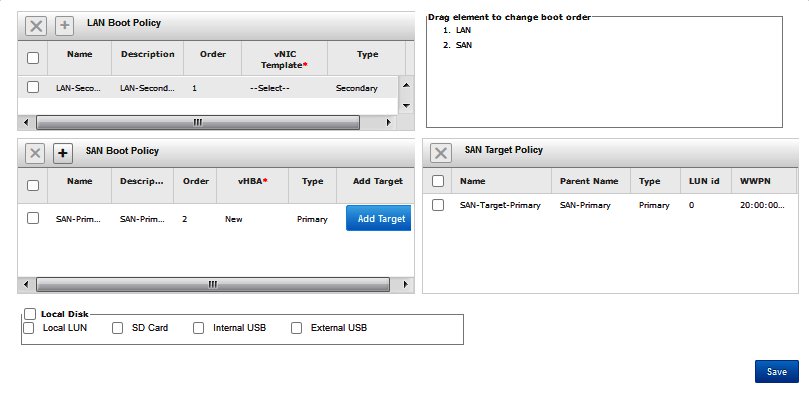 LAN Boot Policy
Name Description Order vNIC Template* Type
LAN-Seco... LAN-Second... 1 --Select-- Secondary
Drag element to change boot order
1. LAN
2. SAN
SAN Boot Policy
Name Descrip... Order vHBA* Type Add Target
SAN-Prim... SAN-Prim... 2 New Primary Add Target
SAN Target Policy
Name Parent Name Type LUN id WWPN
SAN-Target-Primary SAN-Primary Primary 0 20:00:00...
Local Disk
Local LUN SD Card Internal USB External USB
Save